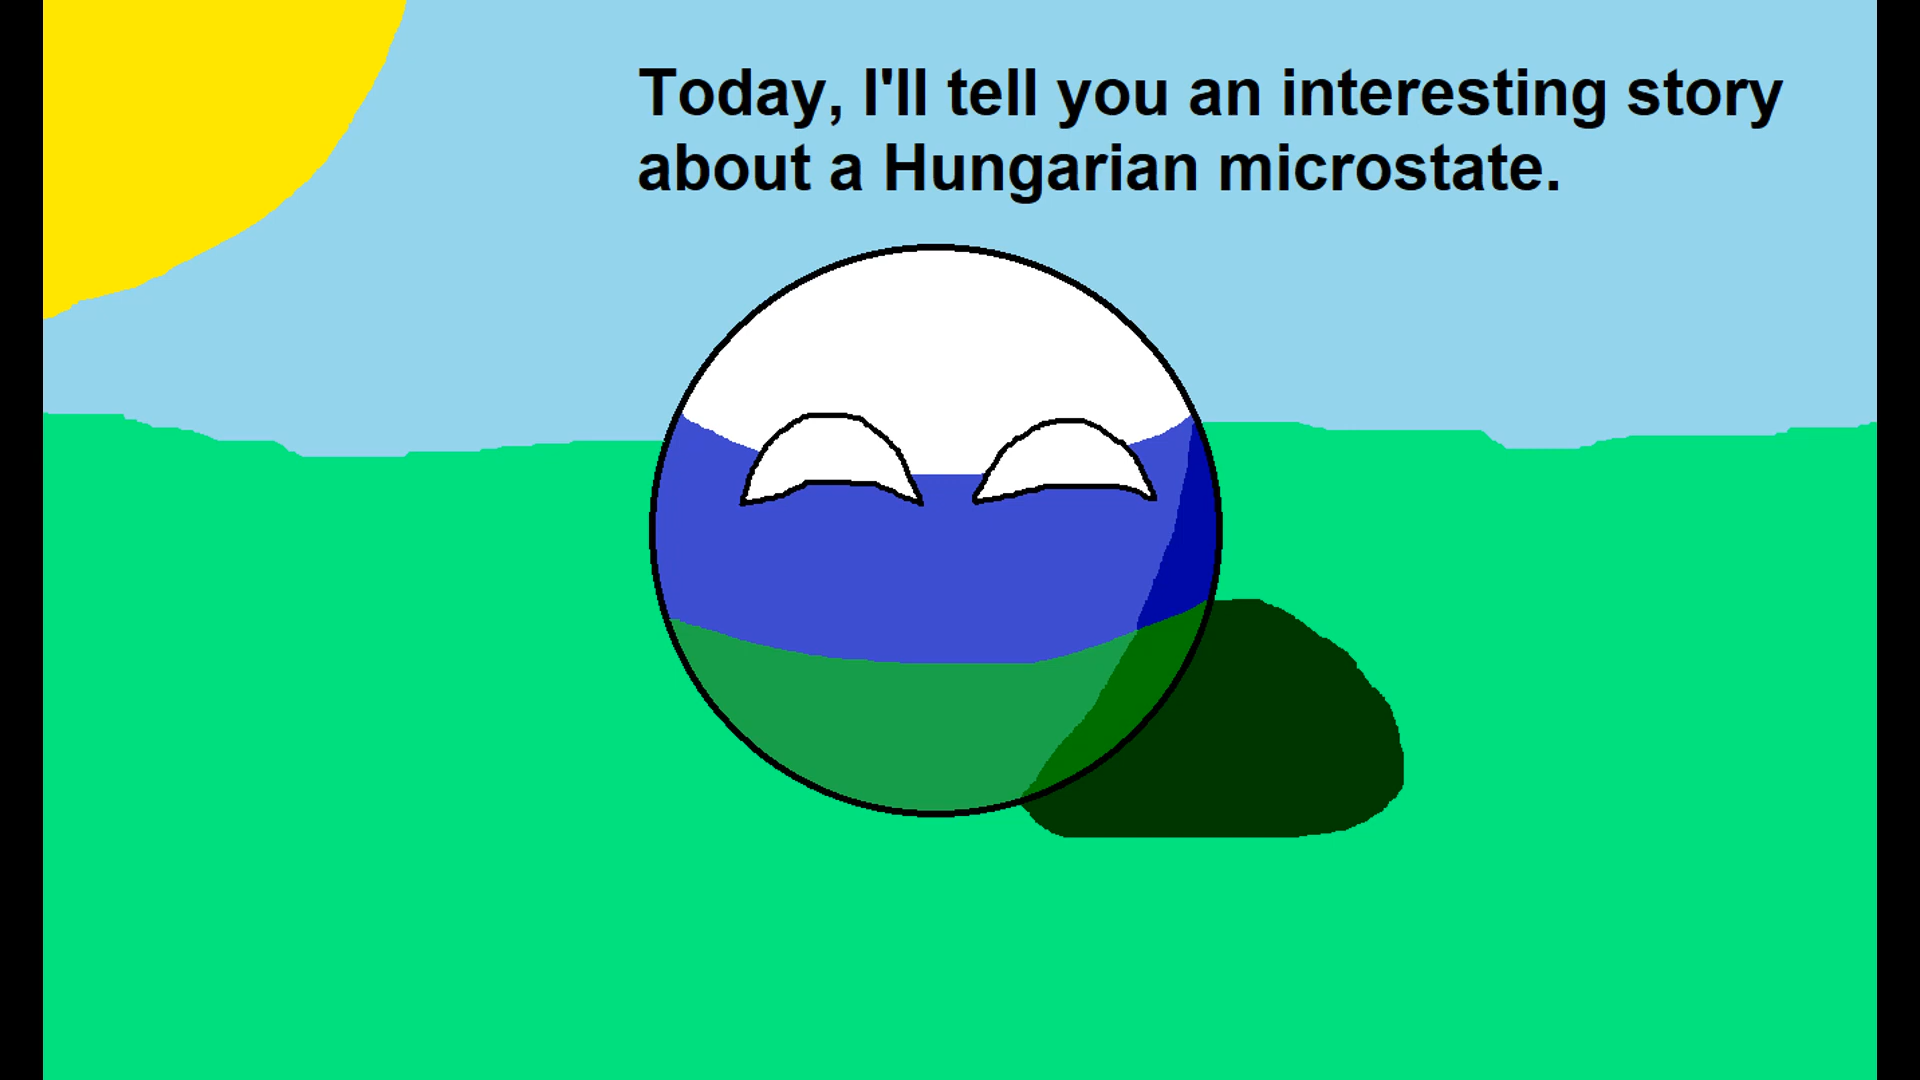 Today, I'll tell you an interesting story
about a Hungarian microstate.